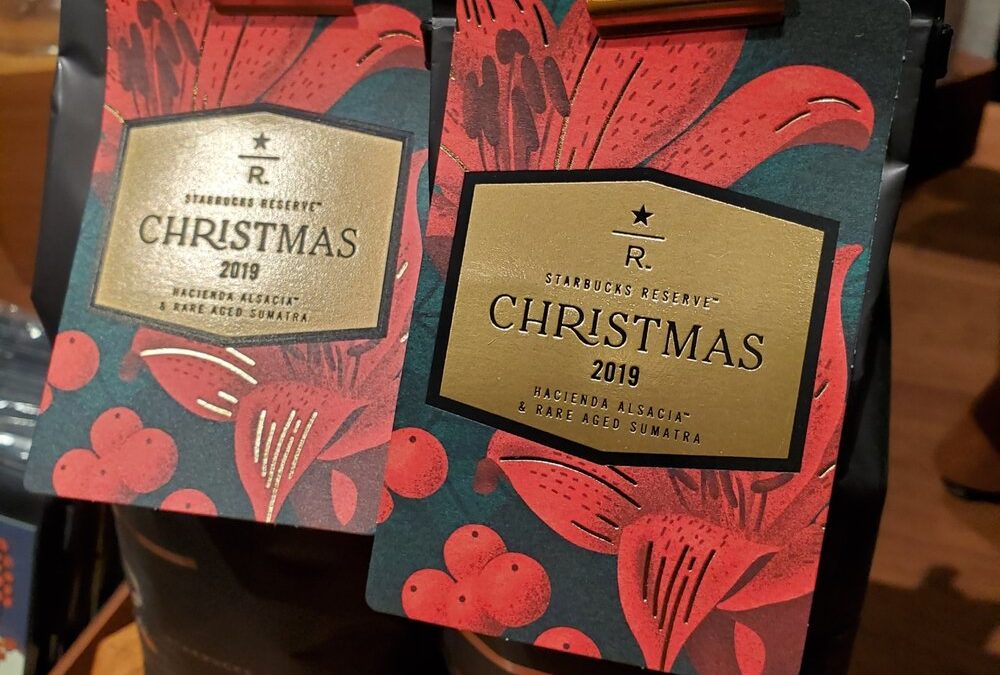 R.
STARBUCKS RESERVE™
CHRISTMAS
2019
HACIENDA ALSACIA™
& RARE AGED SUMATRA
R.
STARBUCKS RESERVE™
CHRISTMAS
2019
HACIENDA ALSACIA™
& RARE AGED SUMATRA